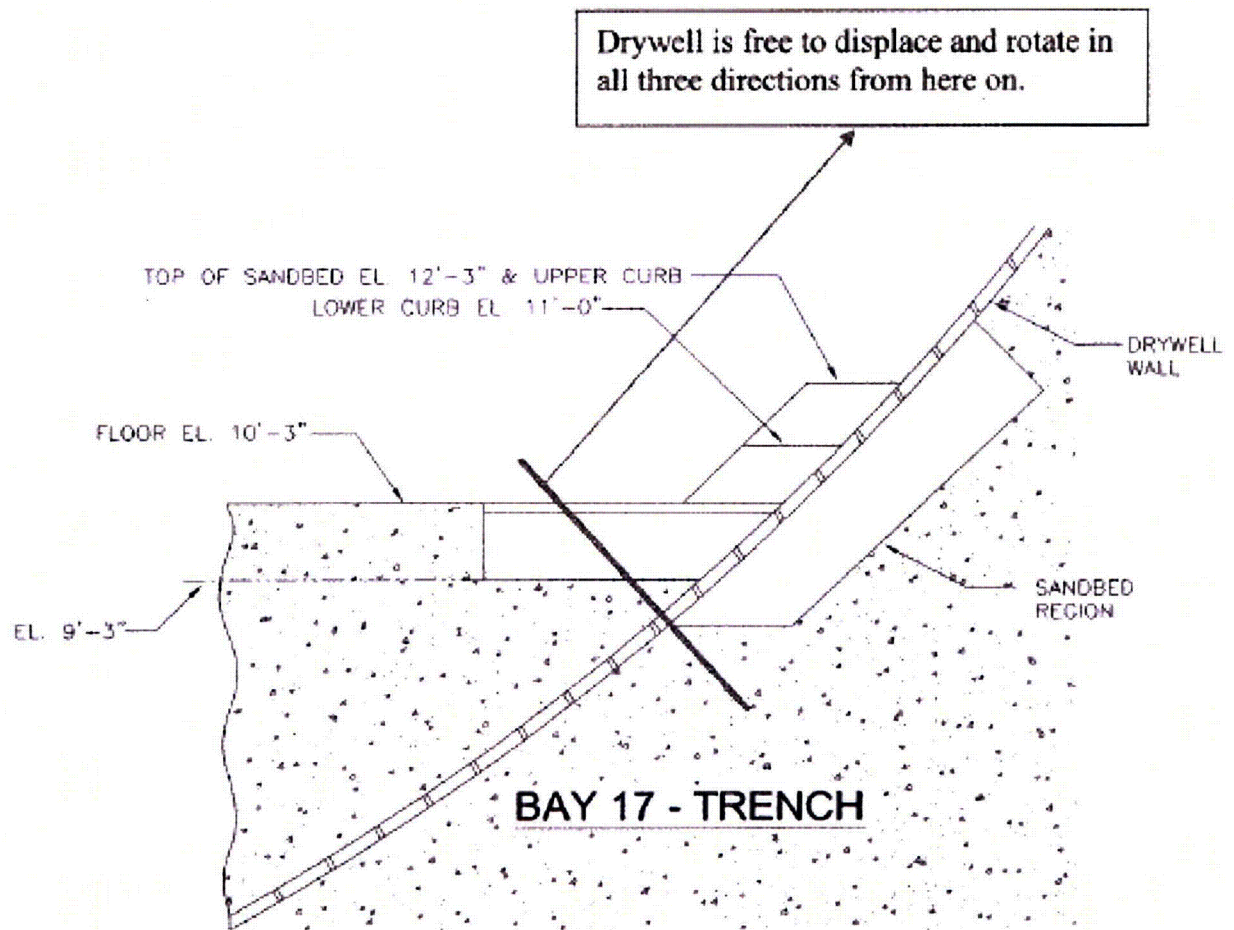 Drywell is free to displace and rotate in
all three directions from here on.
TOP OF SANDBED EL. 12'-3" & UPPER CURB
LOWER CURB EL. 11'-0"
DRYWELL
WALL
FLOOR EL. 10'-3"
SANDBED
REGION
EL. 9'-3"
BAY 17 - TRENCH